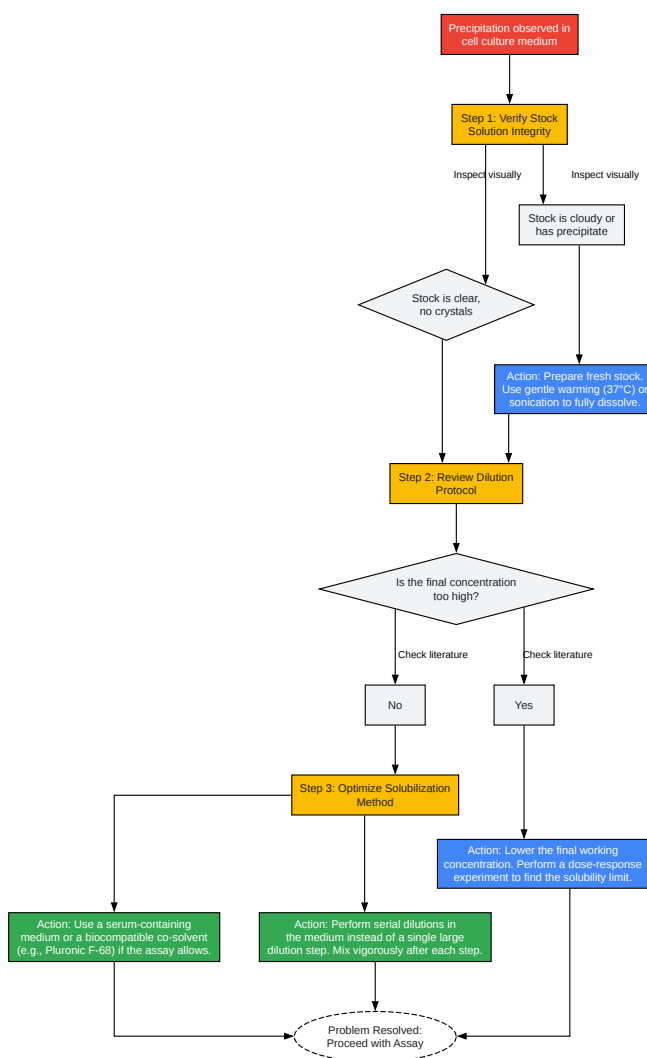 Precipitation observed in
cell culture medium
Step 1: Verify Stock
Solution Integrity
Inspect visually
Inspect visually
Stock is cloudy or
has precipitate
Stock is clear,
no crystals
Action: Prepare fresh stock.
Use gentle warming (37°C) or
sonication to fully dissolve.
Step 2: Review Dilution
Protocol
Is the final concentration
too high?
Check literature
Check literature
No
Yes
Step 3: Optimize Solubilization
Method
Action: Lower the final working
concentration. Perform a dose-response
experiment to find the solubility limit.
Action: Use a serum-containing
medium or a biocompatible co-solvent
(e.g., Pluronic F-68) if the assay allows.
Action: Perform serial dilutions in
the medium instead of a single large
dilution step. Mix vigorously after each step.
Problem Resolved:
Proceed with Assay